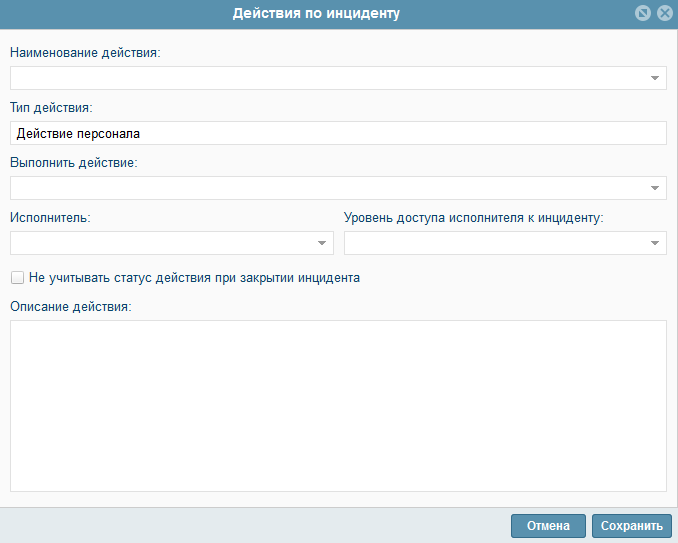 Действия по инциденту
Наименование действия:
Тип действия:
Действие персонала
Выполнить действие:
Исполнитель:
Уровень доступа исполнителя к инциденту:
Не учитывать статус действия при закрытии инцидента
Описание действия:
Отмена
Сохранить